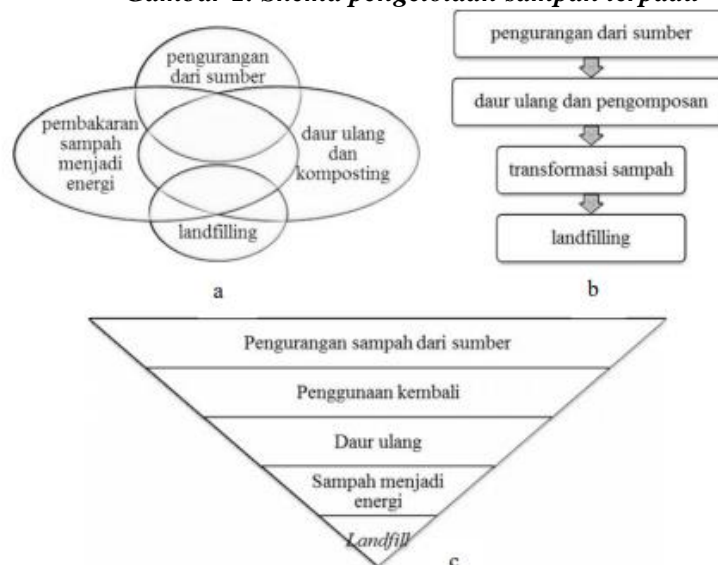 Gambar 1. Skema pengelolaan sampah terpadu
pengurangan
dari sumber
pembakaran
sampah
menjadi
energi
daur ulang
dan
komposting
landfilling
a
pengurangan dari sumber
daur ulang dan pengomposan
transformasi sampah
landfilling
b
Pengurangan sampah dari sumber
Penggunaan kembali
Daur ulang
Sampah menjadi
energi
Landfill
c